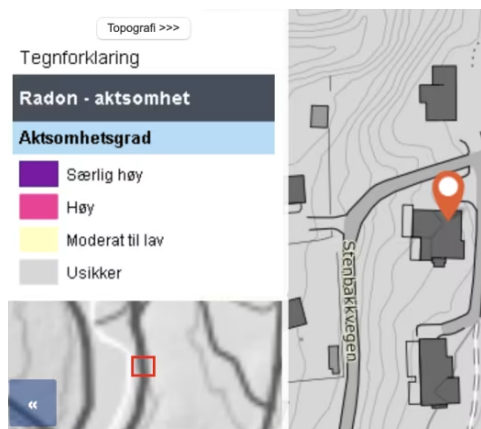 Topografi >>>
Tegnforklaring
Radon - aktsomhet
Aktsomhetsgrad
Særlig høy
Høy
Moderat til lav
Usikker
«
Stenbakkvegen